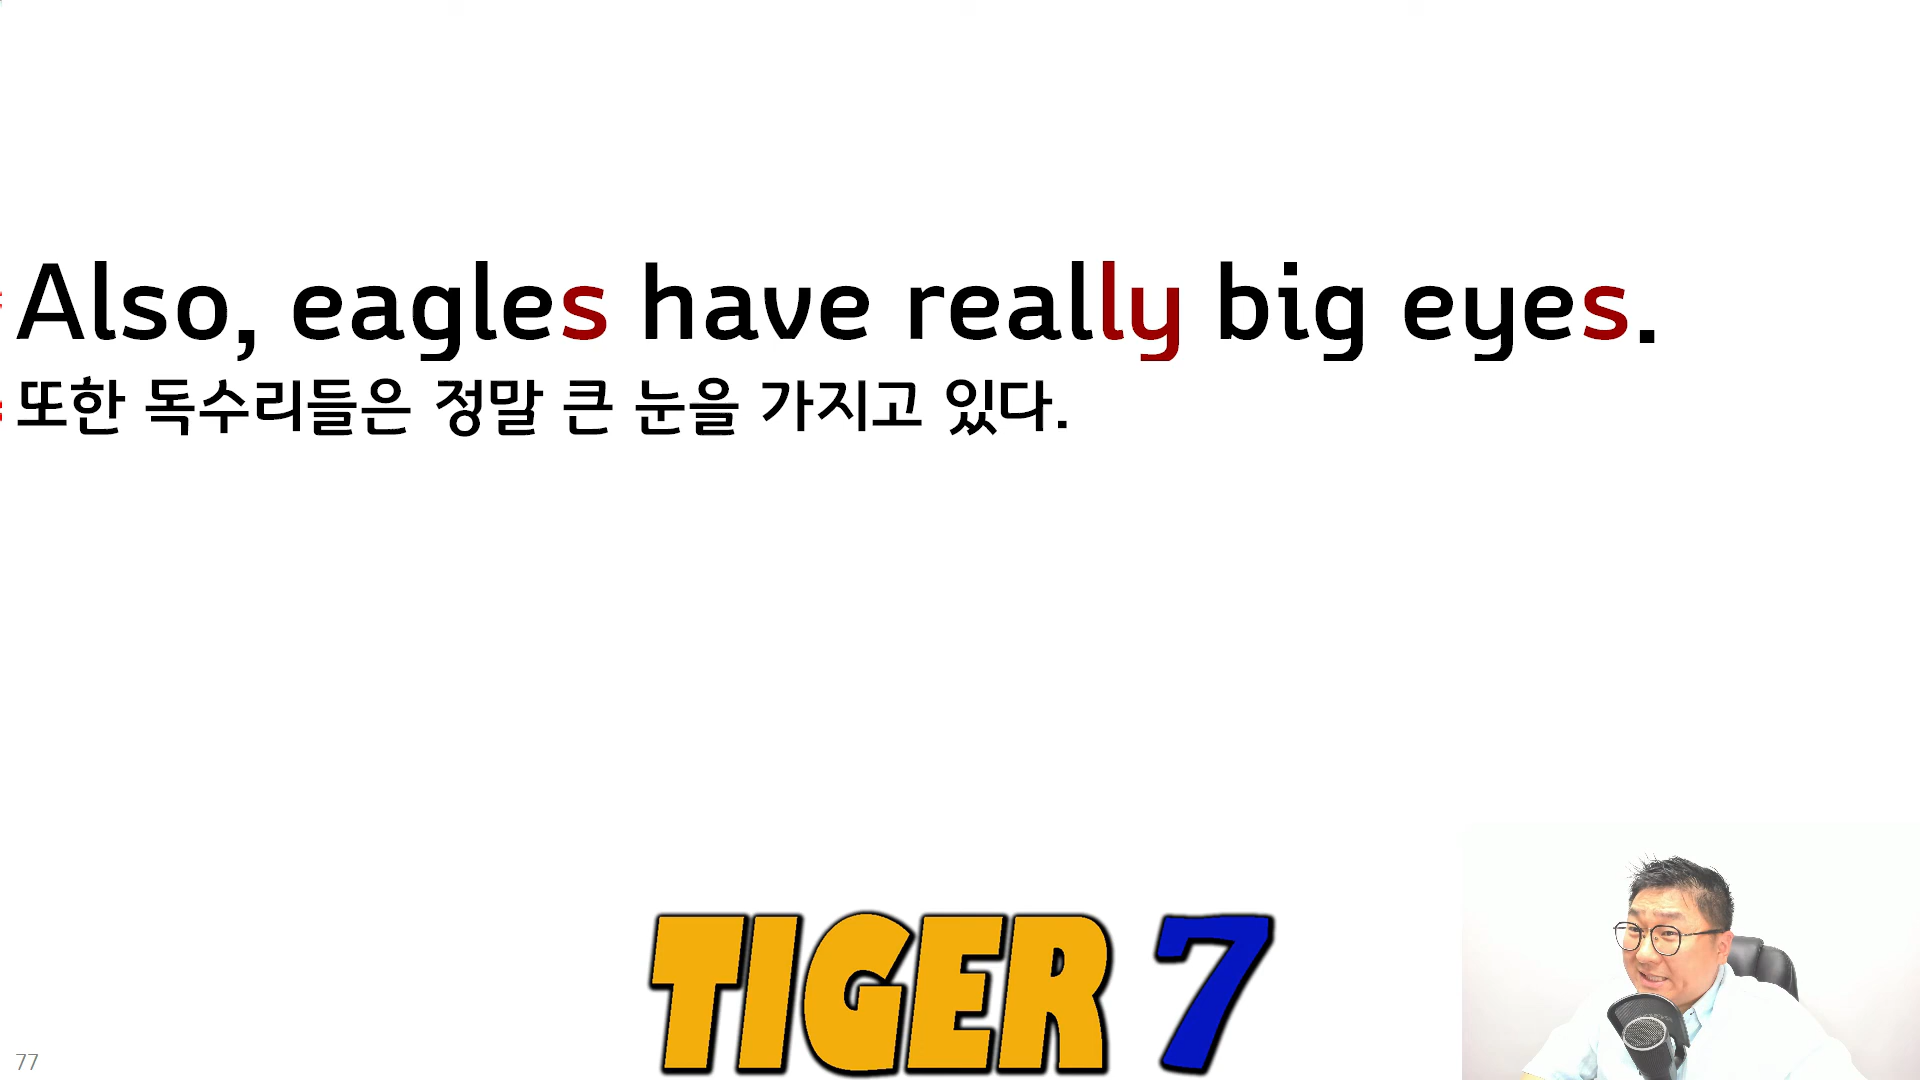 Also, eagles have really big eyes.
또한 독수리들은 정말 큰 눈을 가지고 있다.
TIGER 7
77